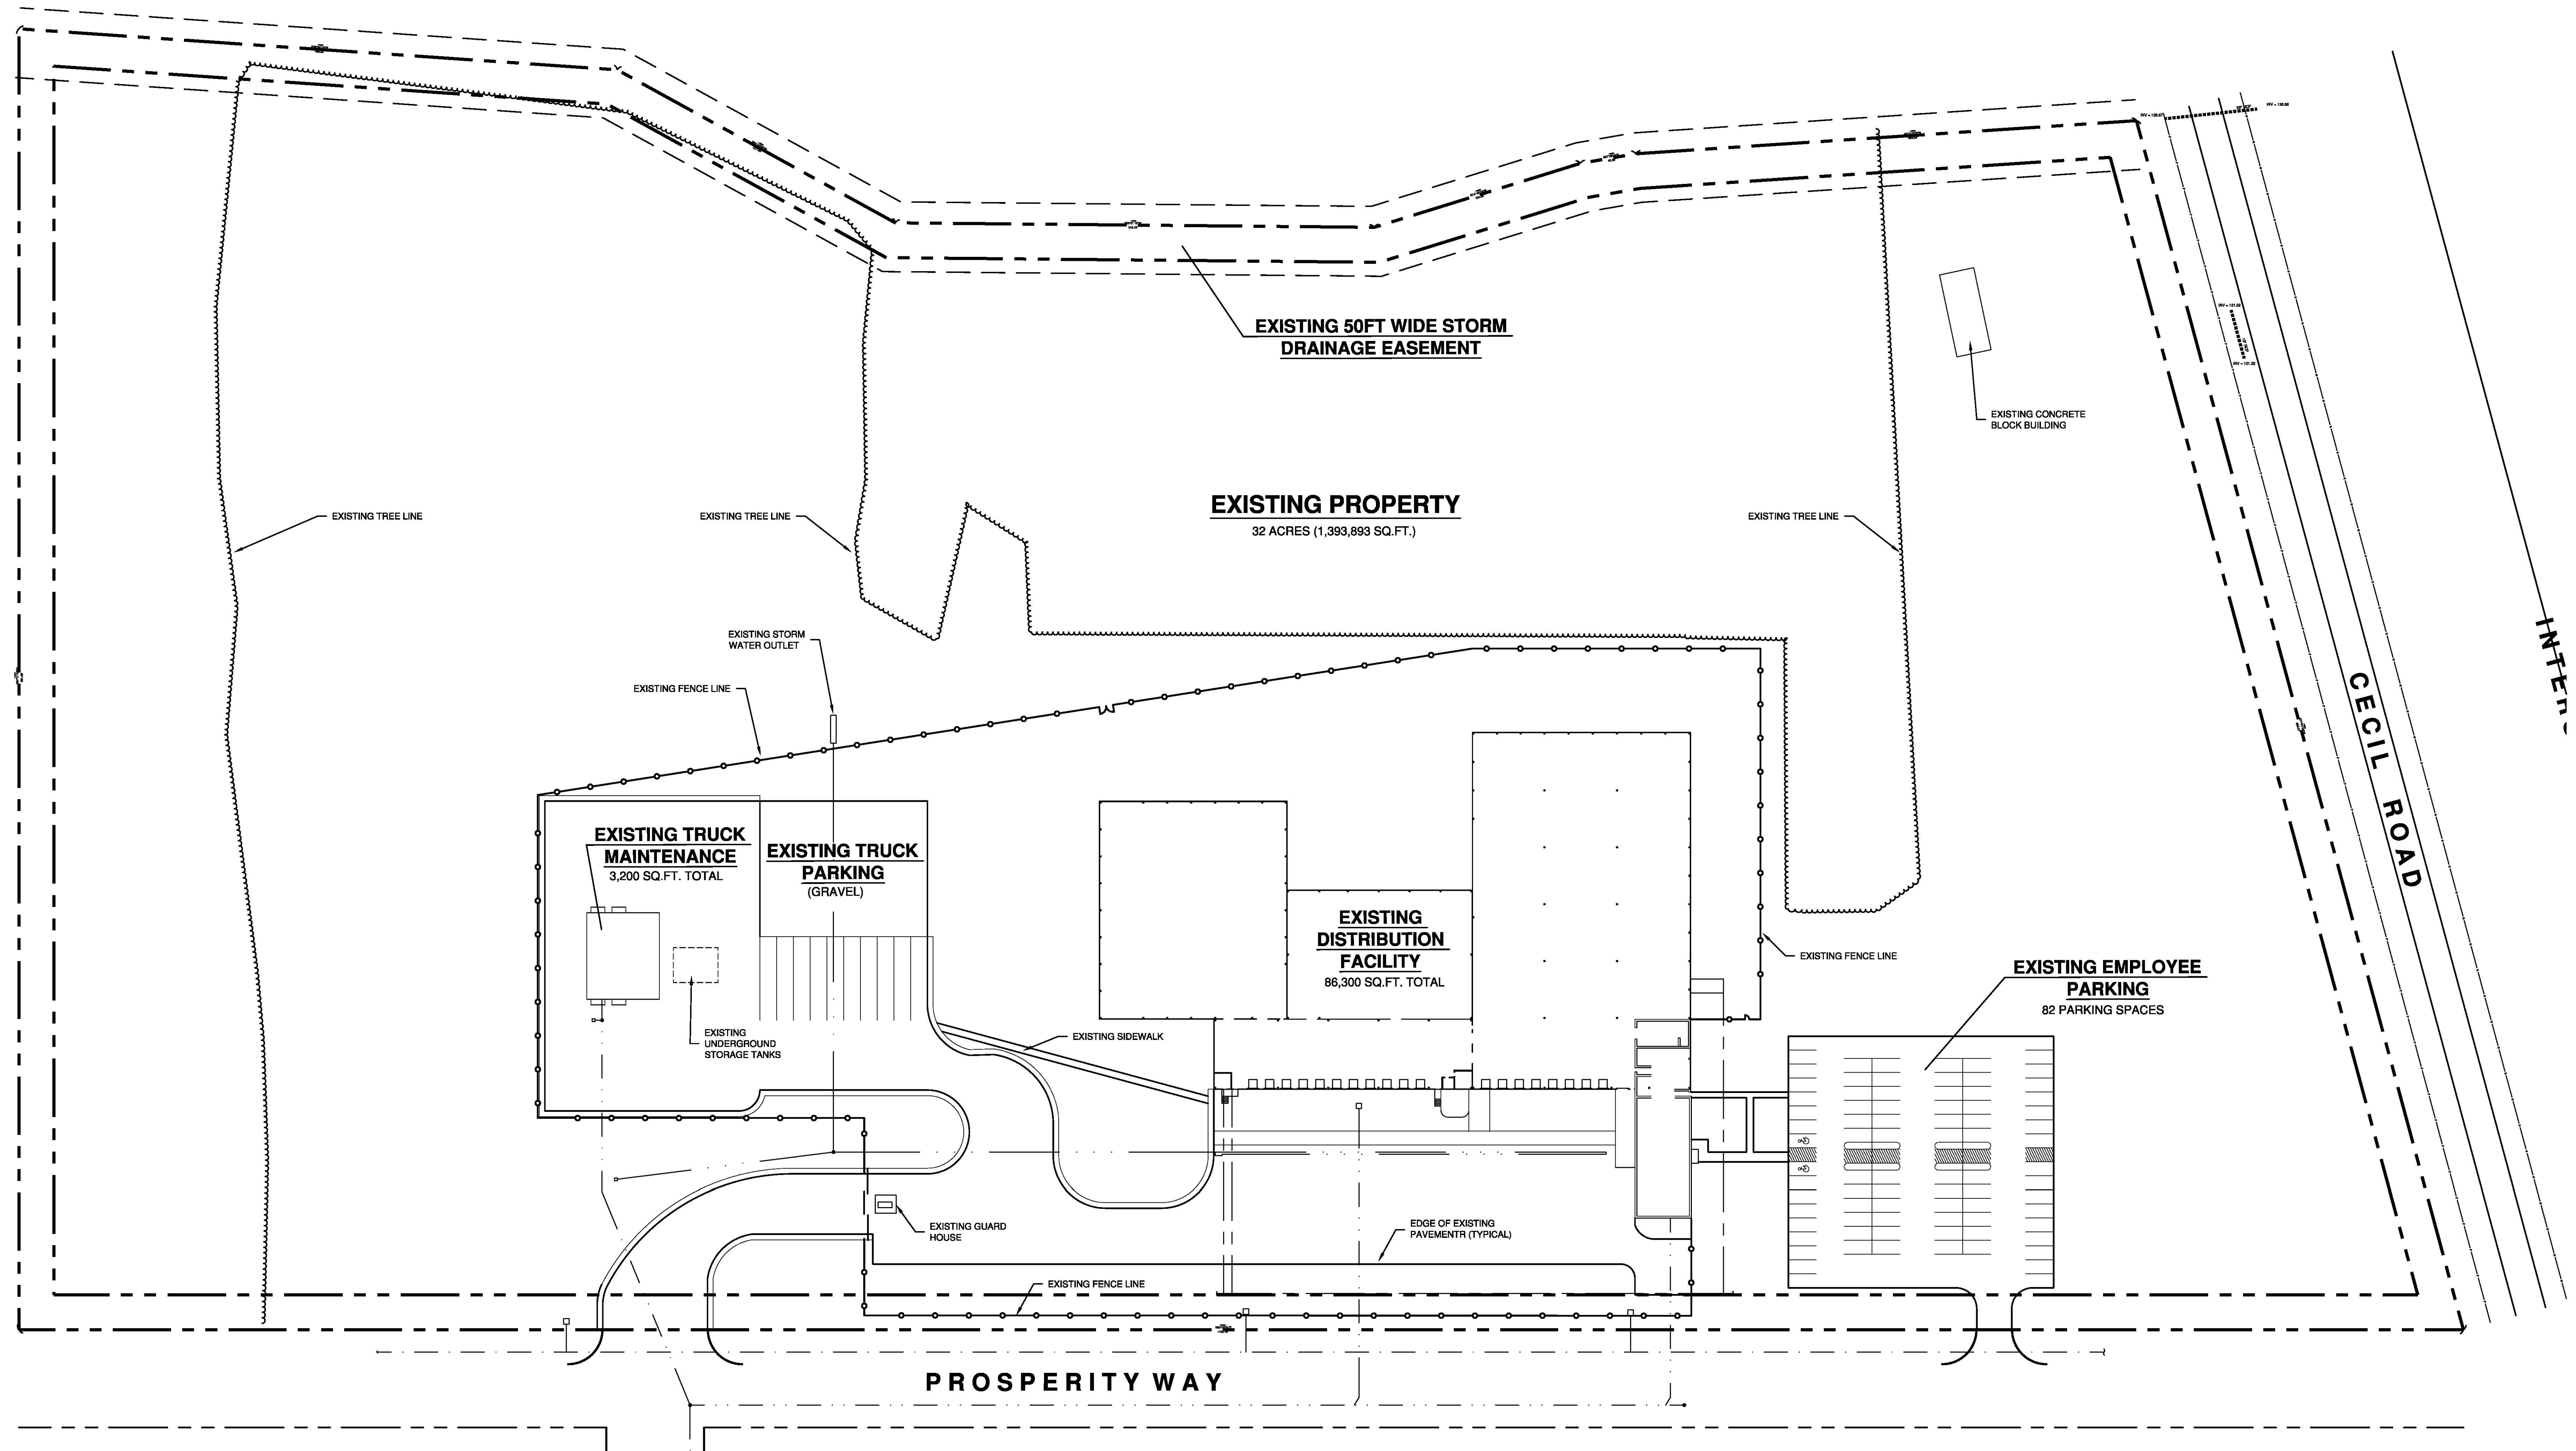 INV = 131.20
EXISTING 50FT WIDE STORM
DRAINAGE EASEMENT
EXISTING CONCRETE
BLOCK BUILDING
EXISTING TREE LINE
EXISTING TREE LINE
EXISTING PROPERTY
32 ACRES (1,393,893 SQ.FT.)
EXISTING TREE LINE
EXISTING STORM
WATER OUTLET
EXISTING FENCE LINE
CECIL ROAD
EXISTING TRUCK
MAINTENANCE
3,200 SQ.FT. TOTAL
EXISTING TRUCK
PARKING
(GRAVEL)
EXISTING
DISTRIBUTION
FACILITY
86,300 SQ.FT. TOTAL
EXISTING FENCE LINE
EXISTING EMPLOYEE
PARKING
82 PARKING SPACES
EXISTING
UNDERGROUND
STORAGE TANKS
EXISTING SIDEWALK
EXISTING GUARD
HOUSE
EDGE OF EXISTING
PAVEMENTR (TYPICAL)
EXISTING FENCE LINE
PROSPERITY WAY